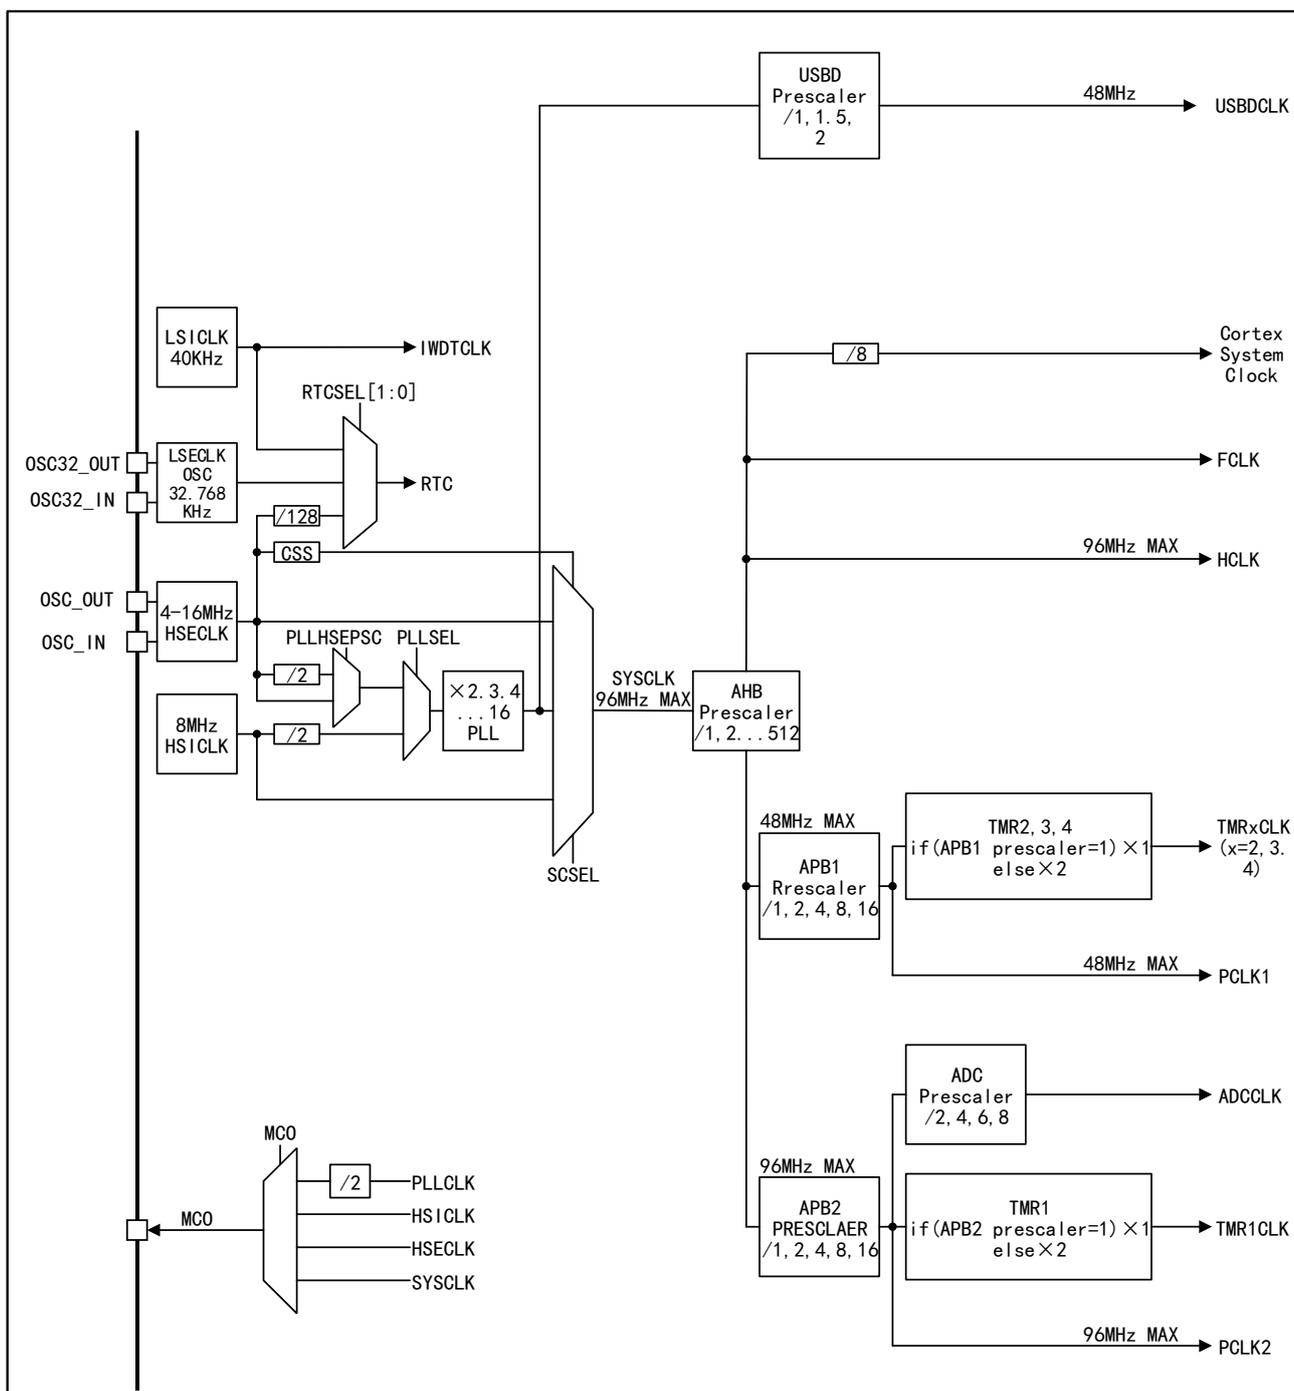 USBD
Prescaler
/1, 1.5,
2
48MHz
USBDCLK
LSICLK
40KHz
IWDTCLK
Cortex
System
Clock
/8
RTCSEL[1:0]
OSC32_OUT
OSC32_IN
LSECLK
OSC
32.768
KHz
RTC
FCLK
/128
CSS
96MHz MAX
HCLK
OSC_OUT
OSC_IN
4-16MHz
HSECLK
PLLHSEPSC
PLLSEL
/2
×2.3.4
...16
PLL
SYSCLK
96MHz MAX
AHB
Prescaler
/1, 2...512
8MHz
HSICLK
/2
SCSEL
48MHz MAX
APB1
Rrescaler
/1, 2, 4, 8, 16
TMR2, 3, 4
if(APB1 prescaler=1) ×1
else×2
TMRxCLK
(x=2, 3.
4)
48MHz MAX
PCLK1
ADC
Prescaler
/2, 4, 6, 8
ADCCLK
MCO
/2
PLLCLK
HSICLK
HSECLK
SYSCLK
MCO
96MHz MAX
APB2
PRESCLAER
/1, 2, 4, 8, 16
TMR1
if(APB2 prescaler=1) ×1
else×2
TMR1CLK
96MHz MAX
PCLK2